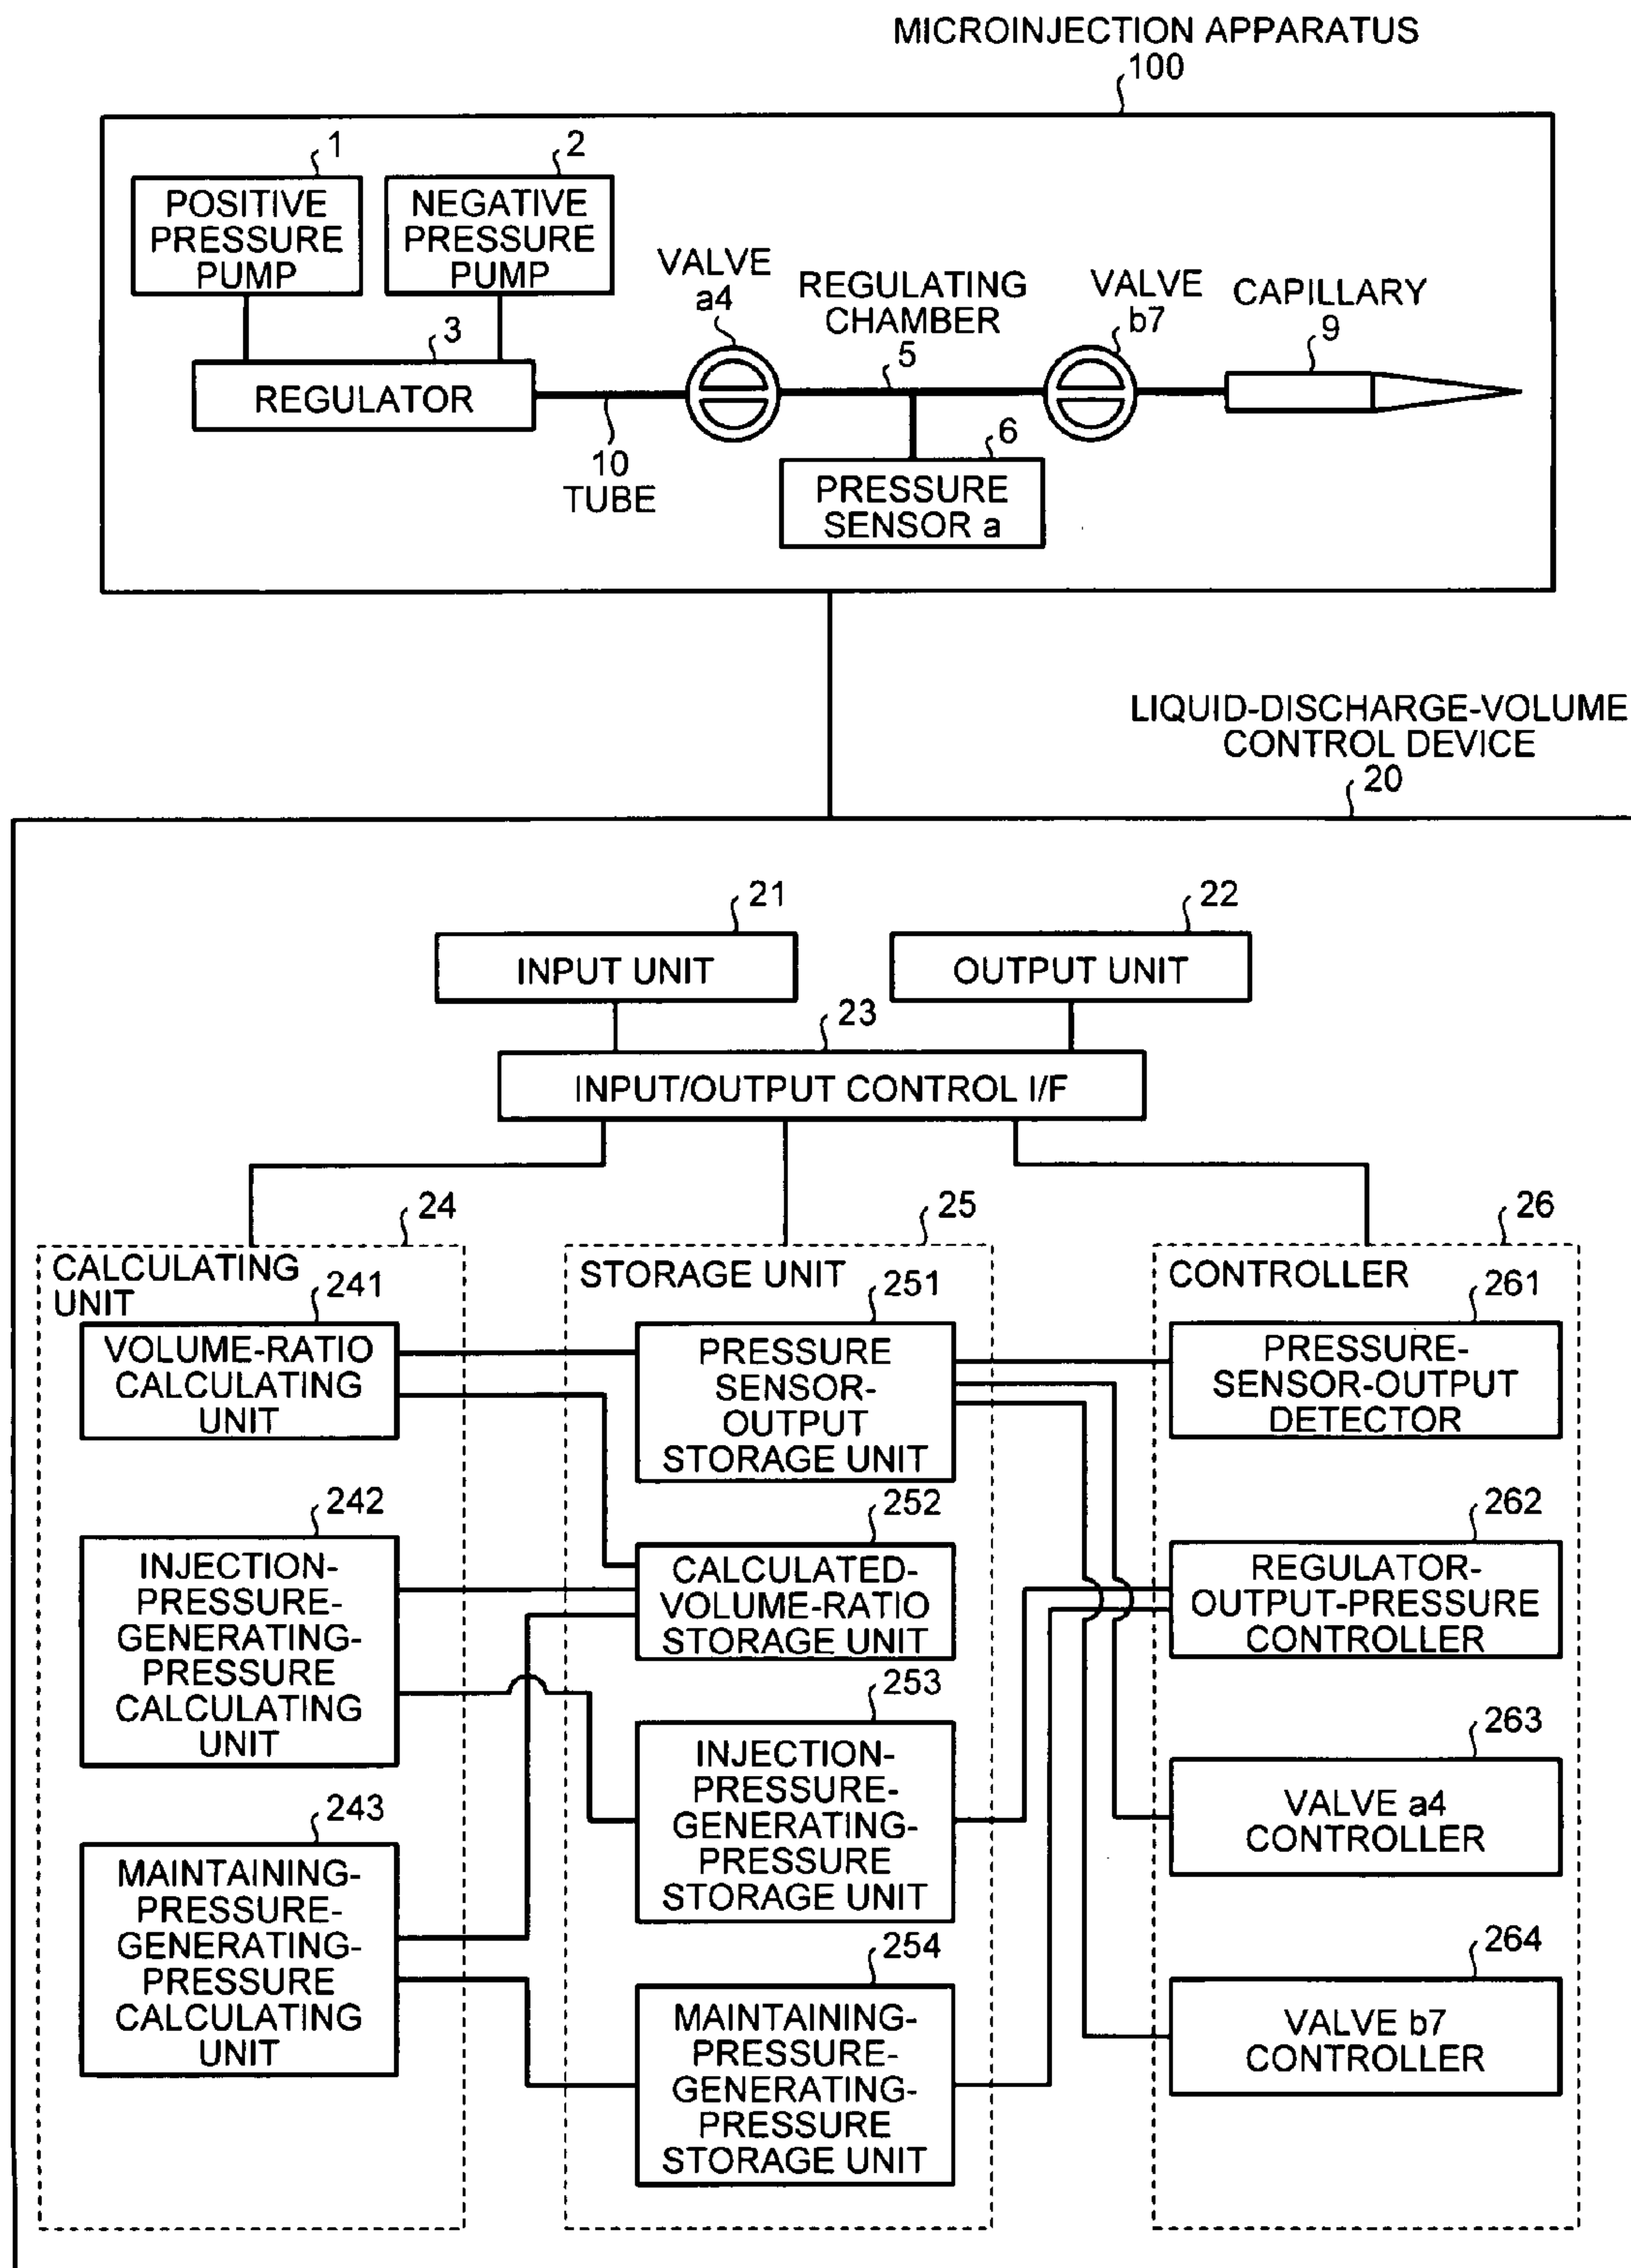 MICROINJECTION APPARATUS
100
1
2
POSITIVE
PRESSURE
PUMP
NEGATIVE
PRESSURE
PUMP
3
REGULATOR
10
TUBE
VALVE
a4
REGULATING
CHAMBER
5
6
PRESSURE
SENSOR a
VALVE
b7
CAPILLARY
9
LIQUID-DISCHARGE-VOLUME
CONTROL DEVICE
20
21
INPUT UNIT
22
OUTPUT UNIT
23
INPUT/OUTPUT CONTROL I/F
24
CALCULATING
UNIT
241
VOLUME-RATIO
CALCULATING
UNIT
242
INJECTION-
PRESSURE-
GENERATING-
PRESSURE
CALCULATING
UNIT
243
MAINTAINING-
PRESSURE-
GENERATING-
PRESSURE
CALCULATING
UNIT
25
STORAGE UNIT
251
PRESSURE
SENSOR-
OUTPUT
STORAGE UNIT
252
CALCULATED-
VOLUME-RATIO
STORAGE UNIT
253
INJECTION-
PRESSURE-
GENERATING-
PRESSURE
STORAGE UNIT
254
MAINTAINING-
PRESSURE-
GENERATING-
PRESSURE
STORAGE UNIT
26
CONTROLLER
261
PRESSURE-
SENSOR-OUTPUT
DETECTOR
262
REGULATOR-
OUTPUT-PRESSURE
CONTROLLER
263
VALVE a4
CONTROLLER
264
VALVE b7
CONTROLLER